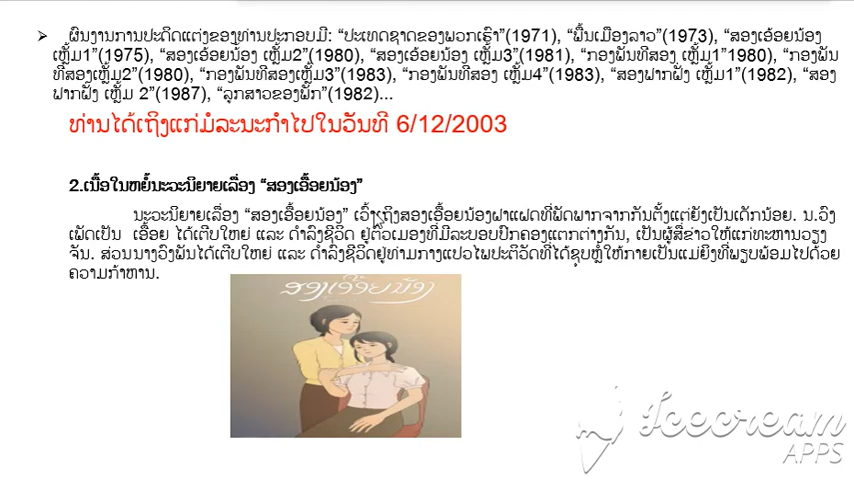 ➢ ຜົນງານການປະດິດແຕ່ງຂອງທ່ານປະກອບມີ: “ປະເທດຊາດຂອງພວກເຮົາ”(1971), “ພື້ນເມືອງລາວ”(1973), “ສອງເອ້ອຍນ້ອງ
ເຫຼັ້ມ1”(1975), “ສອງເອ້ອຍນ້ອງ ເຫຼັ້ມ2”(1980), “ສອງເອ້ອຍນ້ອງ ເຫຼັ້ມ3”(1981), “ກອງພັນທີສອງ ເຫຼັ້ມ1”1980), “ກອງພັນ
ທີ່ສອງເຫຼັ້ມ2”(1980), “ກອງພັນທີສອງເຫຼັ້ມ3”(1983), “ກອງພັນທີສອງ ເຫຼັ້ມ4”(1983), “ສອງຟາກຝັ່ງ ເຫຼັ້ມ1”(1982), “ສອງ
ຟາກຝັ່ງ ເຫຼັ້ມ 2”(1987), “ລູກສາວຂອງພັກ”(1982)...
ທ່ານໄດ້ເຖິງແກ່ມໍລະນະກຳໄປໃນວັນທີ 6/12/2003
2.ເນື້ອໃນຫຍໍ້ນະວະນິຍາຍເລື່ອງ “ສອງເອື້ອຍນ້ອງ”
ນະວະນິຍາຍເລື່ອງ “ສອງເອື້ອຍນ້ອງ” ເວົ້າເຖິງສອງເອື້ອຍນ້ອງຝາແຝດທີ່ພັດພາກຈາກກັນຕັ້ງແຕ່ຍັງເປັນເດັກນ້ອຍ. ນ.ວົງ
ເພັດເປັນ ເອື້ອຍ ໄດ້ເຕີບໃຫຍ່ ແລະ ດຳລົງຊີວິດ ຢູ່ຕົວເມອງທີ່ມີລະບອບປົກຄອງແຕກຕ່າງກັນ, ເປັນຜູ້ສື່ຂ່າວໃຫ້ແກ່ທະຫານວຽງ
ຈັນ. ສ່ວນນາງວົງພັນໄດ້ເຕີບໃຫຍ່ ແລະ ດຳລົງຊີວິດຢູ່ທ່າມກາງແປວໄພປະຕິວັດທີ່ໄດ້ຊຸບຫຼໍ່ໃຫ້ກາຍເປັນແມ່ຍິງທີ່ພຽບພ້ອມໄປດ້ວຍ
ຄວາມກ້າຫານ.
ສອງເອື້ອຍນ້ອງ
Icecream
APPS